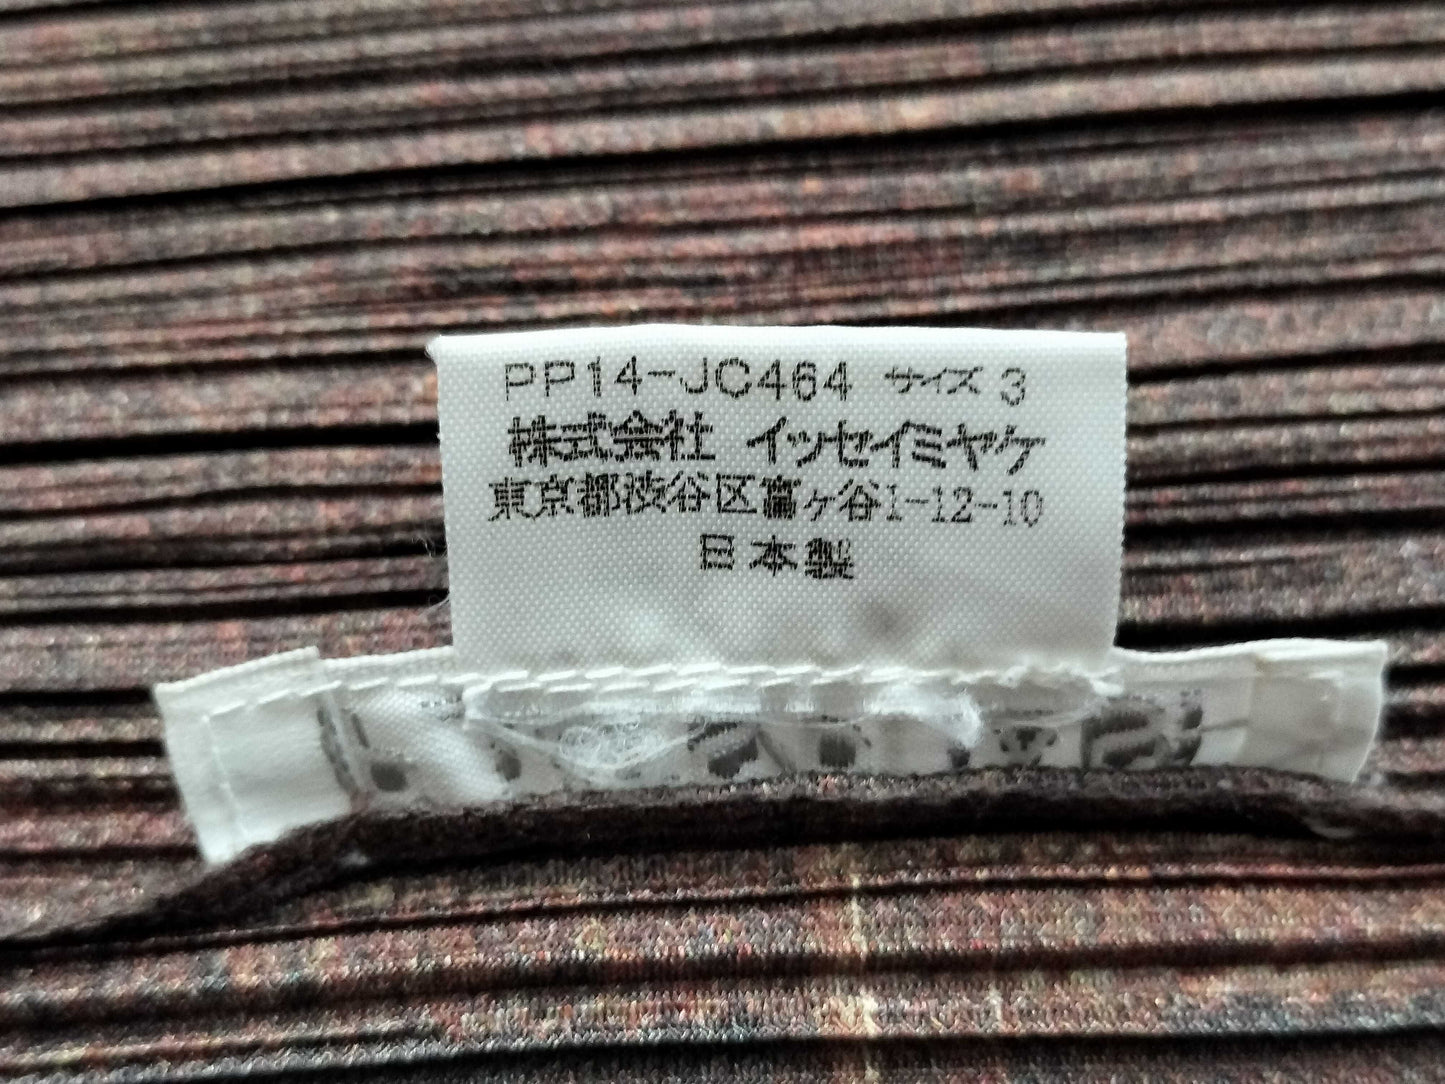 PP14-JC464 サイズ 3
株式会社 イッセイミヤケ
東京都渋谷区富ヶ谷1-12-10
日本製